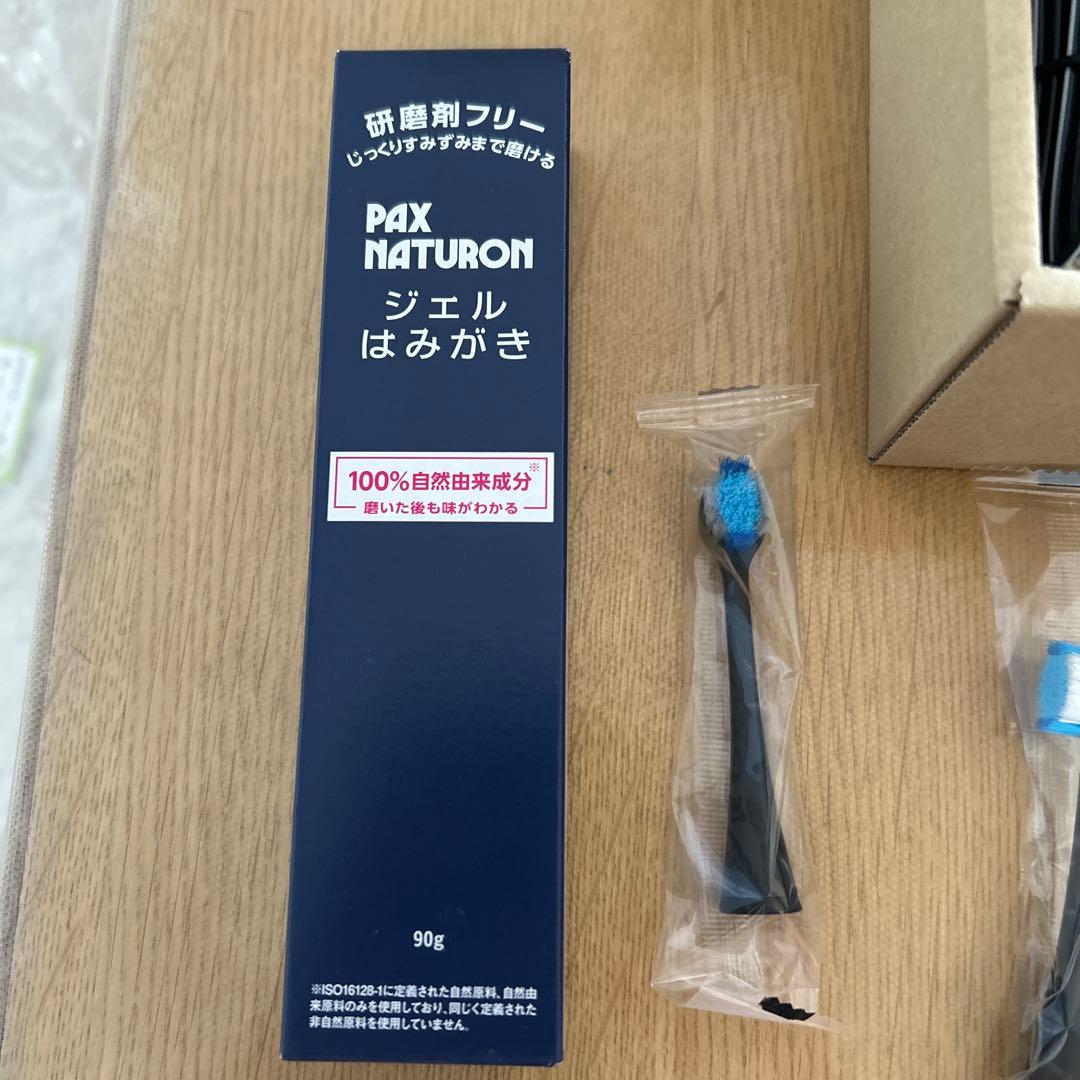 研磨剤フリー
じっくりすみずみまで磨ける
PAX
NATURON
ジェル
はみがき
100%自然由来成分※
磨いた後も味がわかる
90g
※ISO16128-1に定義された自然原料、自然由
来原料のみを使用しており、同じく定義された
非自然原料を使用していません。